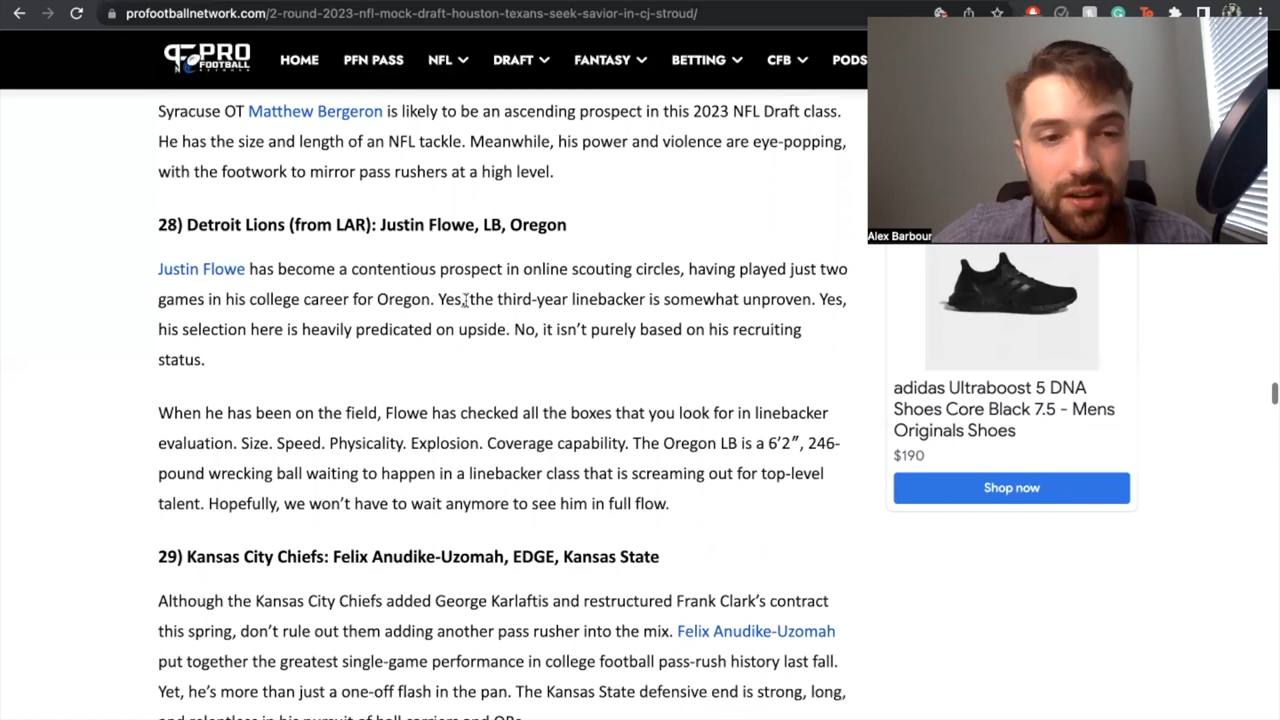 profootballnetwork.com/2-round-2023-nfl-mock-draft-houston-texans-seek-savior-in-cj-stroud/
PRO FOOTBALL NETWORK
HOME PFN PASS NFL DRAFT FANTASY BETTING CFB PODS
Syracuse OT Matthew Bergeron is likely to be an ascending prospect in this 2023 NFL Draft class.
He has the size and length of an NFL tackle. Meanwhile, his power and violence are eye-popping,
with the footwork to mirror pass rushers at a high level.
28) Detroit Lions (from LAR): Justin Flowe, LB, Oregon
Justin Flowe has become a contentious prospect in online scouting circles, having played just two
games in his college career for Oregon. Yes, the third-year linebacker is somewhat unproven. Yes,
his selection here is heavily predicated on upside. No, it isn’t purely based on his recruiting
status.
When he has been on the field, Flowe has checked all the boxes that you look for in linebacker
evaluation. Size. Speed. Physicality. Explosion. Coverage capability. The Oregon LB is a 6’2″, 246-
pound wrecking ball waiting to happen in a linebacker class that is screaming out for top-level
talent. Hopefully, we won’t have to wait anymore to see him in full flow.
29) Kansas City Chiefs: Felix Anudike-Uzomah, EDGE, Kansas State
Although the Kansas City Chiefs added George Karlaftis and restructured Frank Clark’s contract
this spring, don’t rule out them adding another pass rusher into the mix. Felix Anudike-Uzomah
put together the greatest single-game performance in college football pass-rush history last fall.
Yet, he’s more than just a one-off flash in the pan. The Kansas State defensive end is strong, long,
and relentless in his pursuit of ball carriers and QBs.
Alex Barbour
adidas Ultraboost 5 DNA
Shoes Core Black 7.5 - Mens
Originals Shoes
$190
Shop now